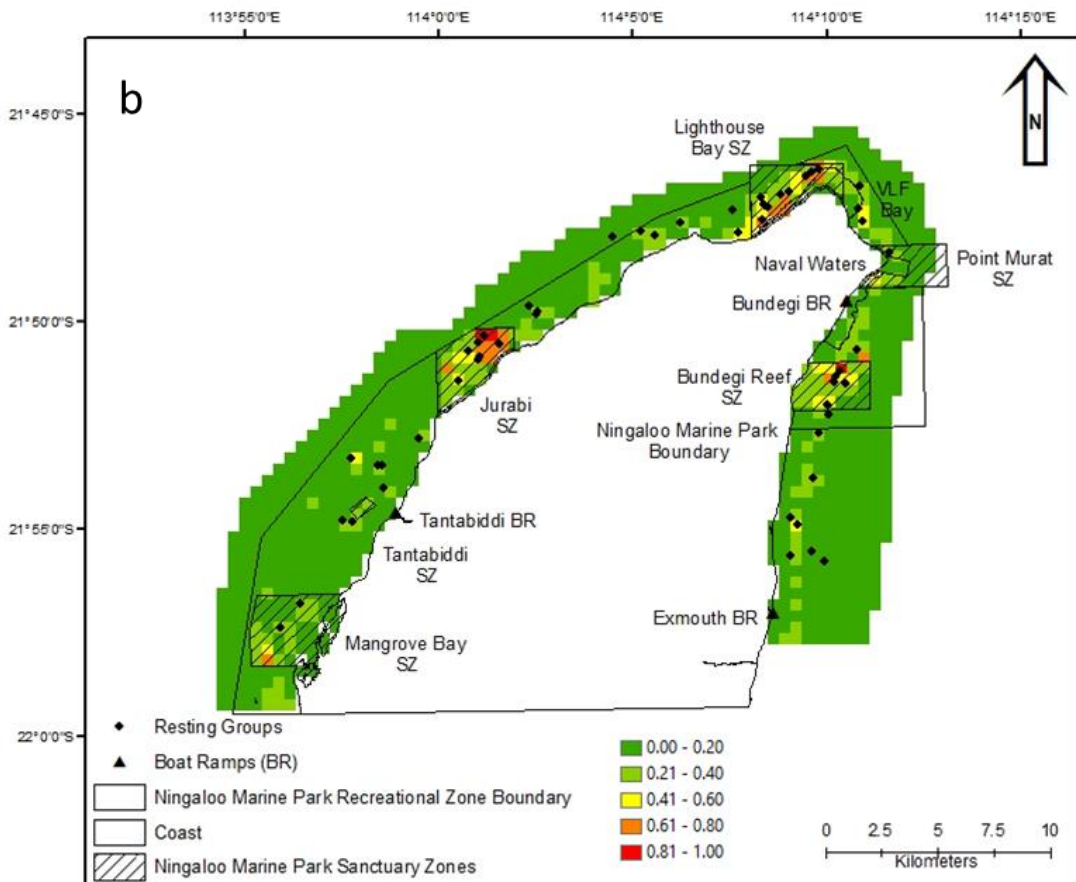 113°55'0"E 114°0'0"E 114°5'0"E 114°10'0"E 114°15'0"E
b
N
21°45'0"S
Lighthouse
Bay SZ
VLF
Bay
Naval Waters
Point Murat
SZ
Bundegi BR
21°50'0"S
Jurabi
SZ
Bundegi Reef
SZ
Ningaloo Marine Park
Boundary
21°55'0"S
Tantabiddi BR
Tantabiddi
SZ
Exmouth BR
Mangrove Bay
SZ
22°0'0"S
Resting Groups
Boat Ramps (BR)
Ningaloo Marine Park Recreational Zone Boundary
Coast
Ningaloo Marine Park Sanctuary Zones
0.00 - 0.20
0.21 - 0.40
0.41 - 0.60
0.61 - 0.80
0.81 - 1.00
0 2.5 5 7.5 10
Kilometers